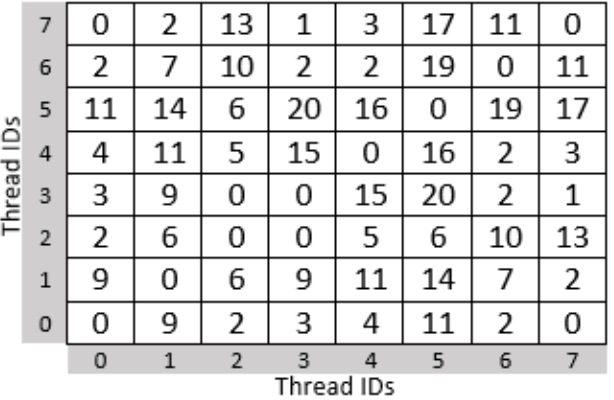 7 0 2 13 1 3 17 11 0
6 2 7 10 2 2 19 0 11
5 11 14 6 20 16 0 19 17
4 4 11 5 15 0 16 2 3
3 3 9 0 0 15 20 2 1
2 2 6 0 0 5 6 10 13
1 9 0 6 9 11 14 7 2
0 0 9 2 3 4 11 2 0
0 1 2 3 4 5 6 7
Thread IDs
Thread IDs